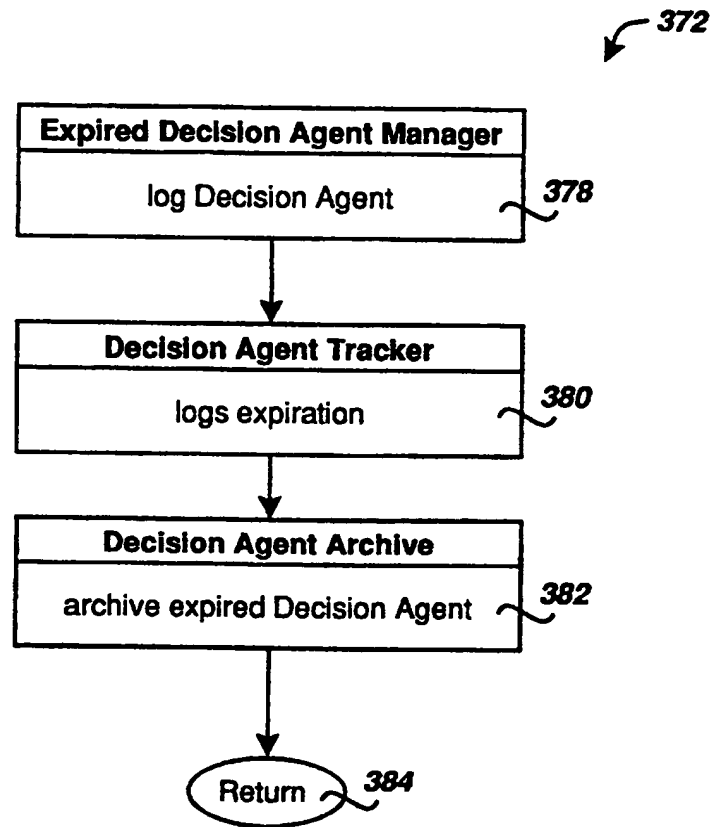 372
Expired Decision Agent Manager
log Decision Agent
378
Decision Agent Tracker
logs expiration
380
Decision Agent Archive
archive expired Decision Agent
382
Return
384